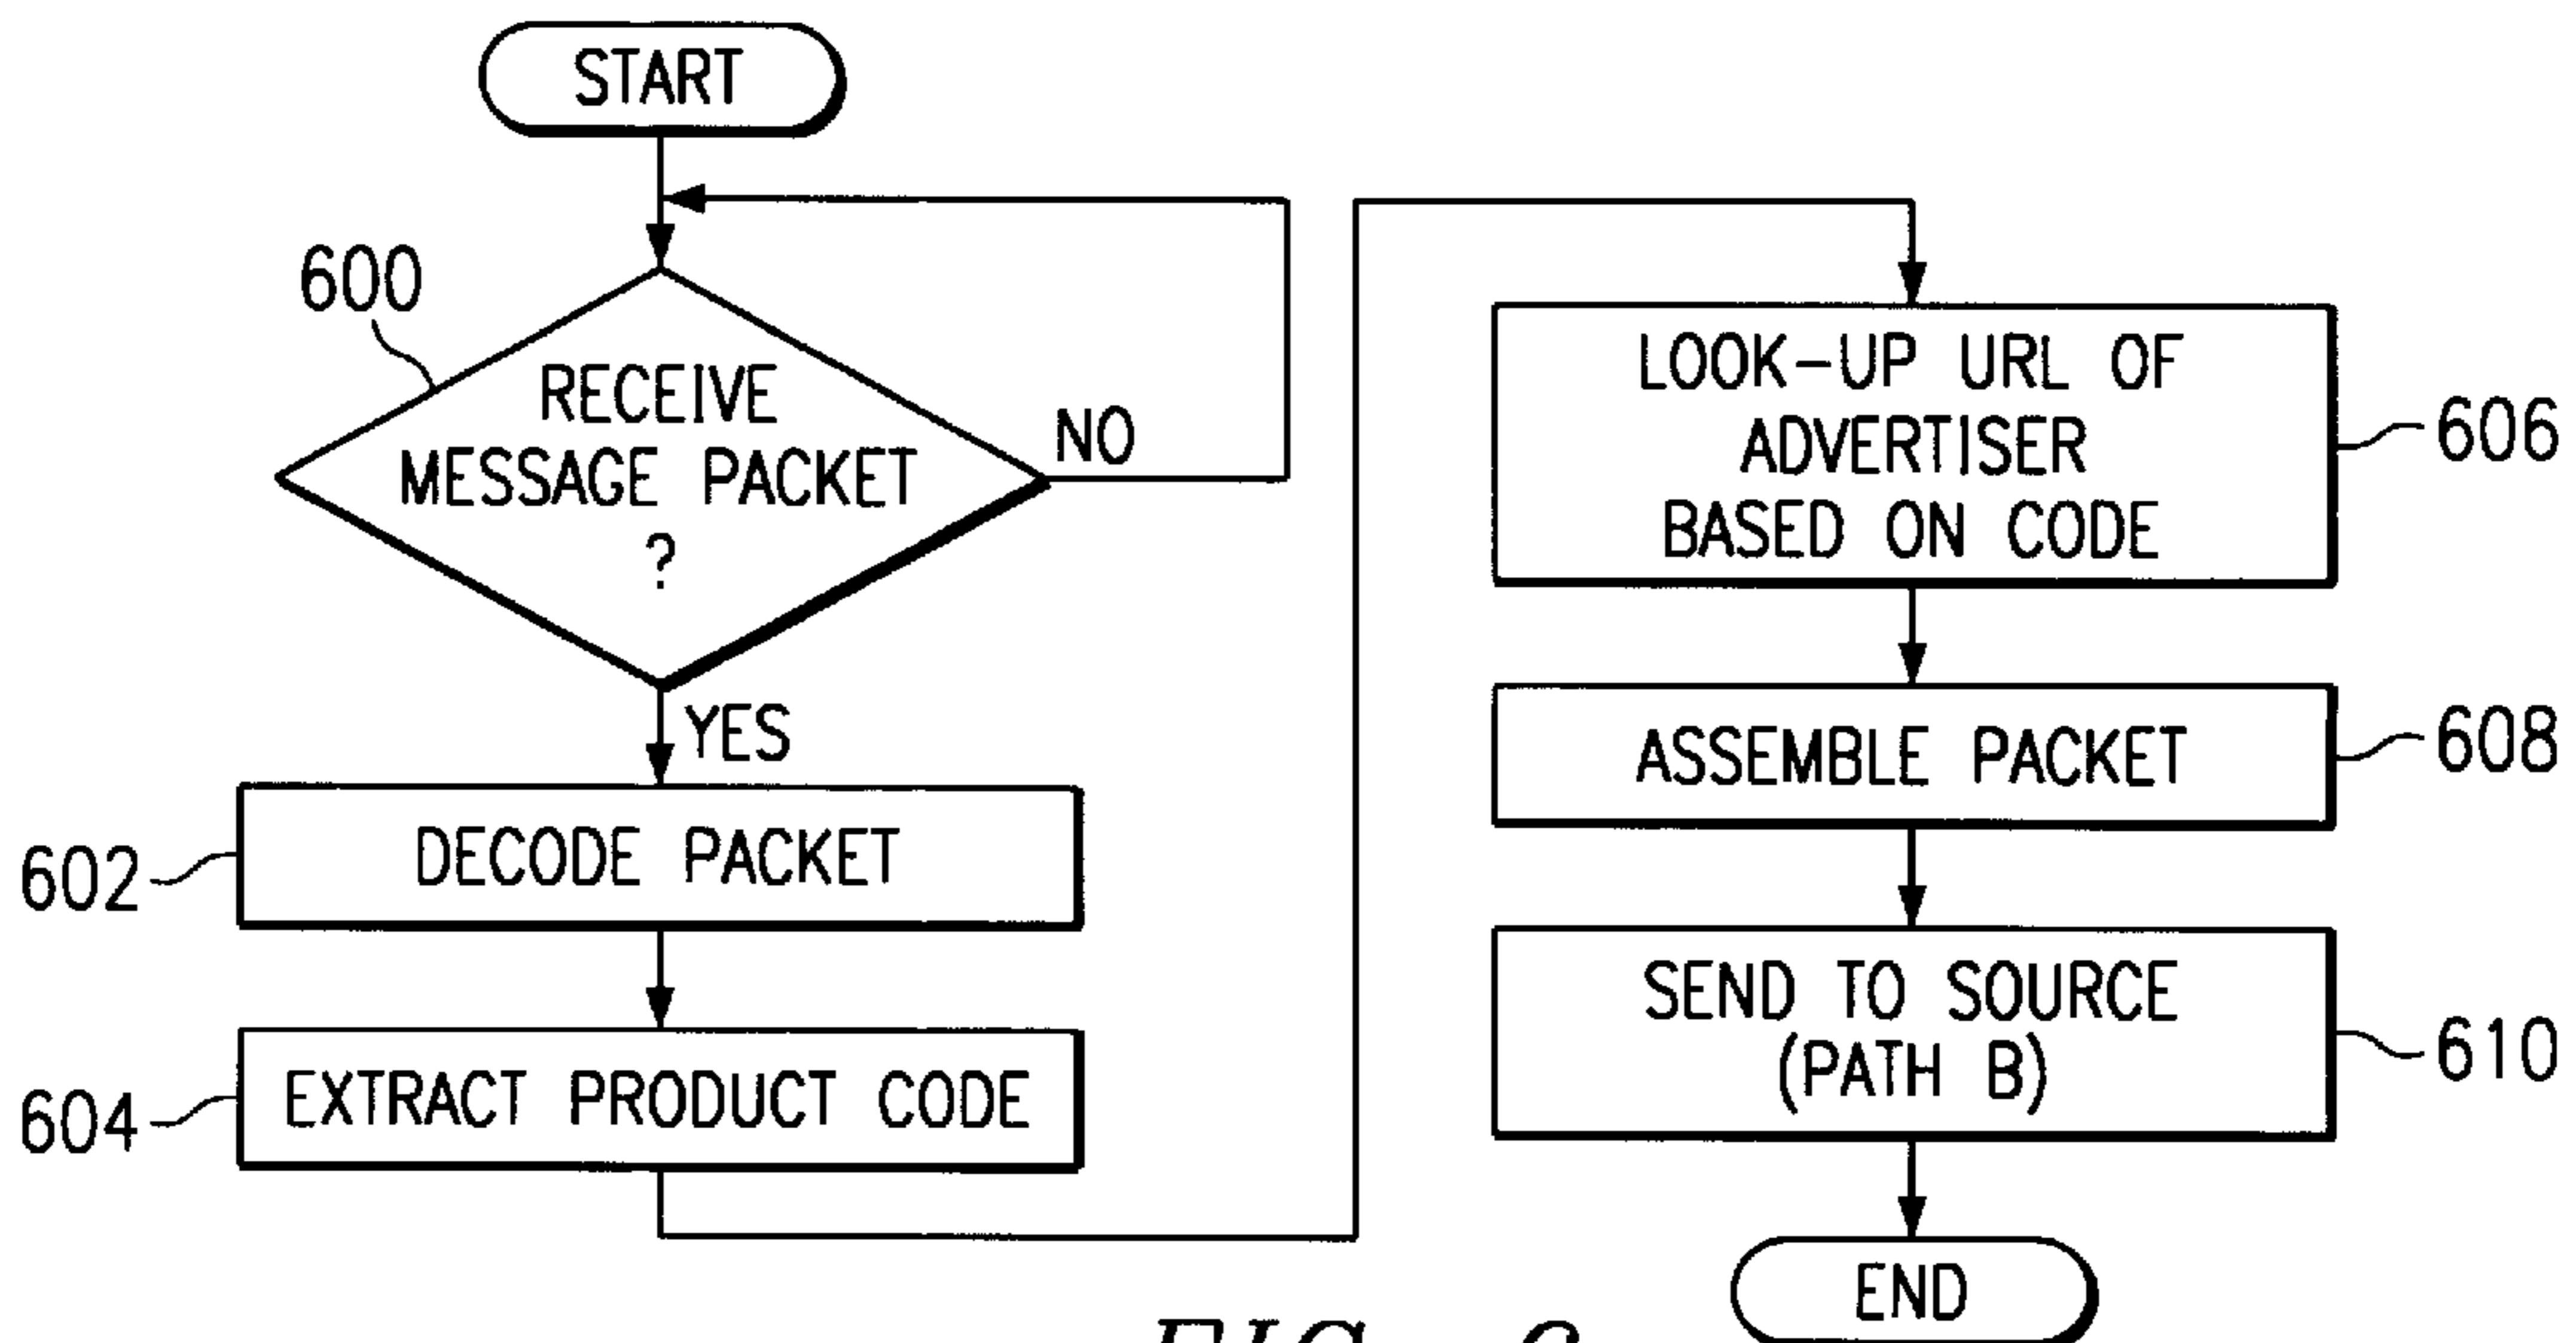 START
600
RECEIVE
MESSAGE PACKET
?
NO
YES
602
DECODE PACKET
604
EXTRACT PRODUCT CODE
LOOK-UP URL OF
ADVERTISER
BASED ON CODE
606
ASSEMBLE PACKET
608
SEND TO SOURCE
(PATH B)
610
END